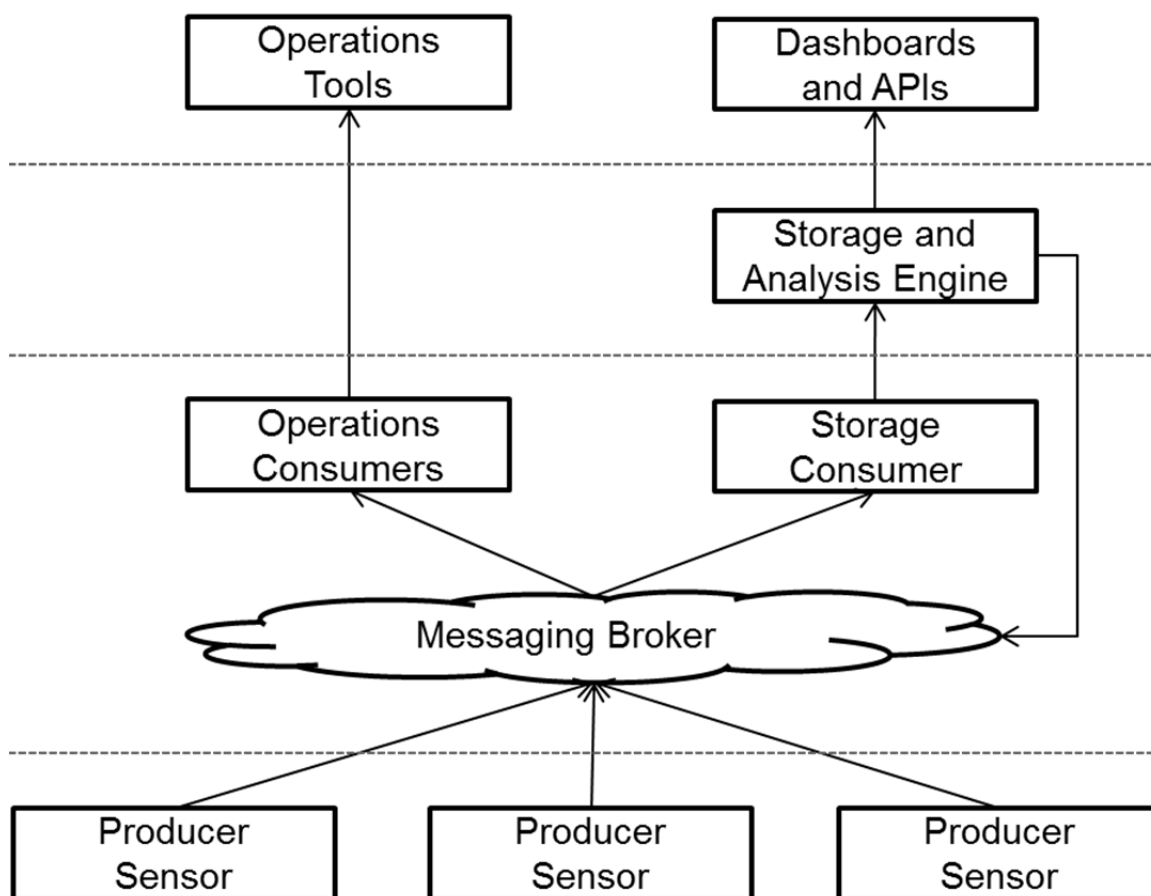 Operations
Tools
Dashboards
and APIs
Storage and
Analysis Engine
Operations
Consumers
Storage
Consumer
Messaging Broker
Producer
Sensor
Producer
Sensor
Producer
Sensor